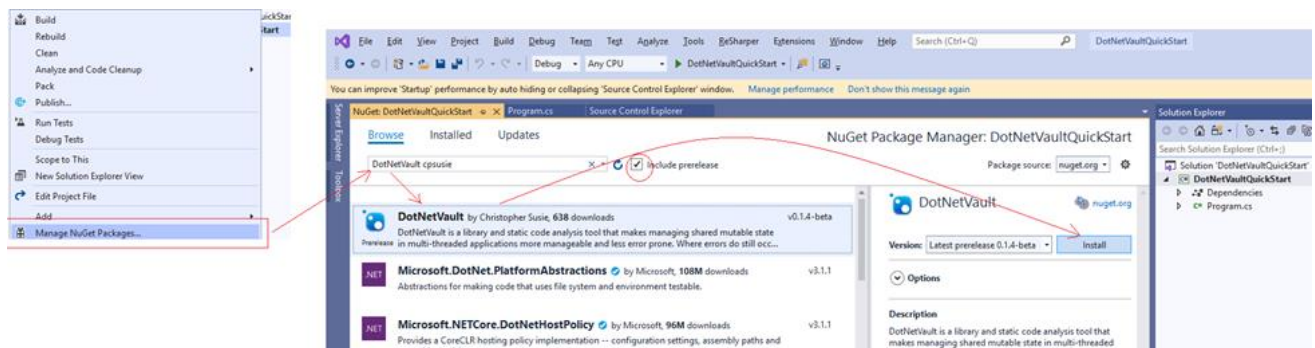 uickStar
Start
Build
Rebuild
Clean
Analyze and Code Cleanup
Pack
Publish...
Run Tests
Debug Tests
Scope to This
New Solution Explorer View
Edit Project File
Add
Manage NuGet Packages...
File Edit View Project Build Debug Team Test Analyze Tools ReSharper Extensions Window Help Search (Ctrl+Q) DotNetVaultQuickStart
Debug Any CPU DotNetVaultQuickStart
You can improve 'Startup' performance by auto hiding or collapsing 'Source Control Explorer' window. Manage performance Don't show this message again
Server Explorer
Toolbox
NuGet: DotNetVaultQuickStart Program.cs Source Control Explorer
Browse Installed Updates
NuGet Package Manager: DotNetVaultQuickStart
DotNetVault cpsusie
Include prerelease
Package source: nuget.org
DotNetVault by Christopher Susie, 638 downloads v0.1.4-beta
DotNetVault is a library and static code analysis tool that makes managing shared mutable state
Prerelease in multi-threaded applications more manageable and less error prone. Where errors do still occ...
.NET
Microsoft.DotNet.PlatformAbstractions by Microsoft, 108M downloads v3.1.1
Abstractions for making code that uses file system and environment testable.
.NET
Microsoft.NETCore.DotNetHostPolicy by Microsoft, 96M downloads v3.1.1
Provides a CoreCLR hosting policy implementation -- configuration settings, assembly paths and
DotNetVault nuget.org
Version: Latest prerelease 0.1.4-beta Install
Options
Description
DotNetVault is a library and static code analysis tool that
makes managing shared mutable state in multi-threaded
Solution Explorer
Search Solution Explorer (Ctrl+;)
Solution 'DotNetVaultQuickStart'
C# DotNetVaultQuickStart
Dependencies
C# Program.cs